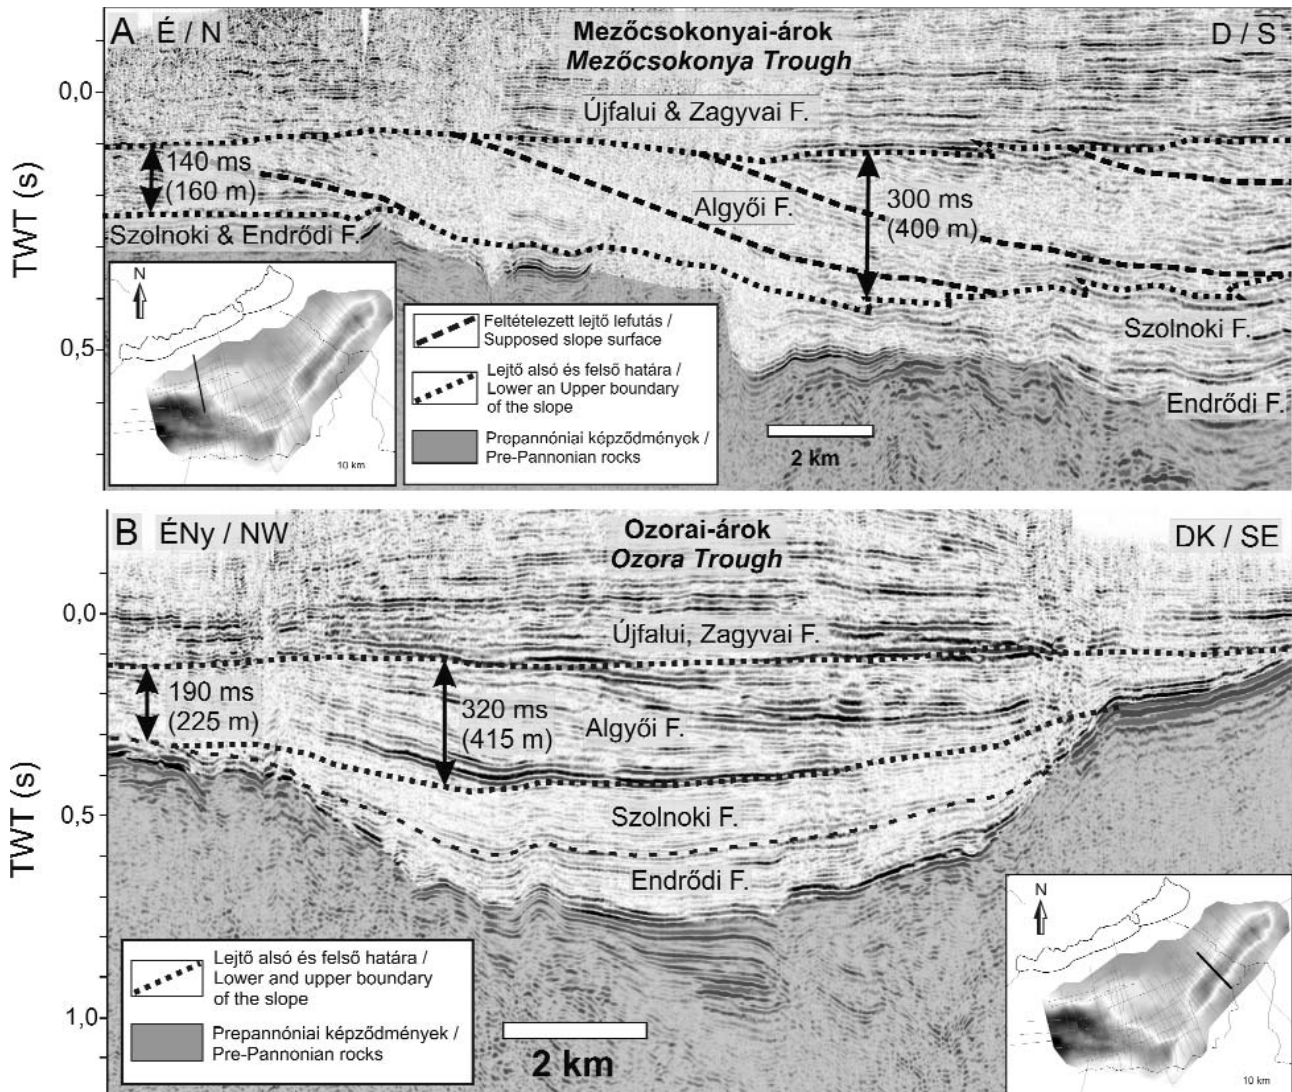 A É / N
Mezőcsokonyai-árok
Mezőcsokonya Trough
D / S
0,0
Újfalui & Zagyvai F.
140 ms
(160 m)
Algyői F.
300 ms
(400 m)
TWT (s)
Szolnoki & Endrődi F.
N
10 km
Feltételezett lejtő lefutás /
Supposed slope surface
Lejtő alsó és felső határa /
Lower an Upper boundary
of the slope
Prepannóniai képződmények /
Pre-Pannonian rocks
0,5
Szolnoki F.
Endrődi F.
2 km
B ÉNy / NW
Ozorai-árok
Ozora Trough
DK / SE
0,0
Újfalui, Zagyvai F.
190 ms
(225 m)
320 ms
(415 m)
Algyői F.
TWT (s)
0,5
Szolnoki F.
Endrődi F.
1,0
Lejtő alsó és felső határa /
Lower and upper boundary
of the slope
Prepannóniai képződmények /
Pre-Pannonian rocks
2 km
N
10 km